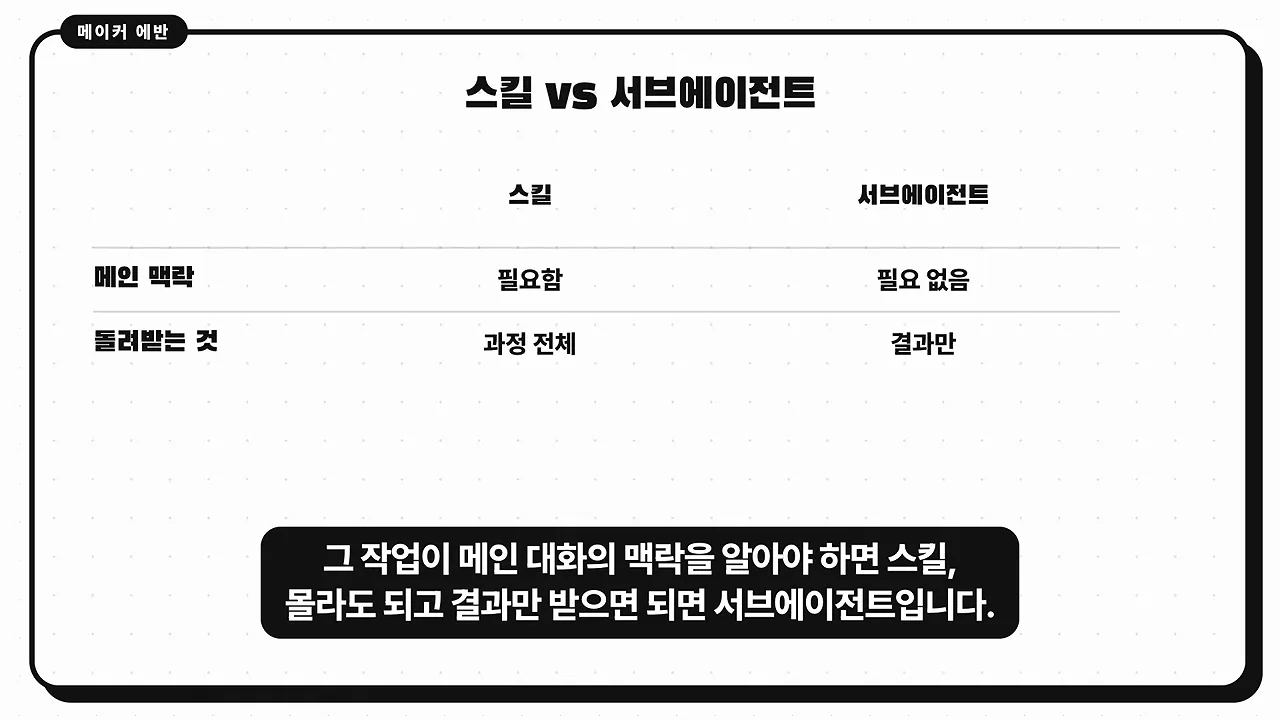 메이커 에반
스킬 vs 서브에이전트
스킬 서브에이전트
메인 맥락 필요함 필요 없음
돌려받는 것 과정 전체 결과만
그 작업이 메인 대화의 맥락을 알아야 하면 스킬,
몰라도 되고 결과만 받으면 되면 서브에이전트입니다.